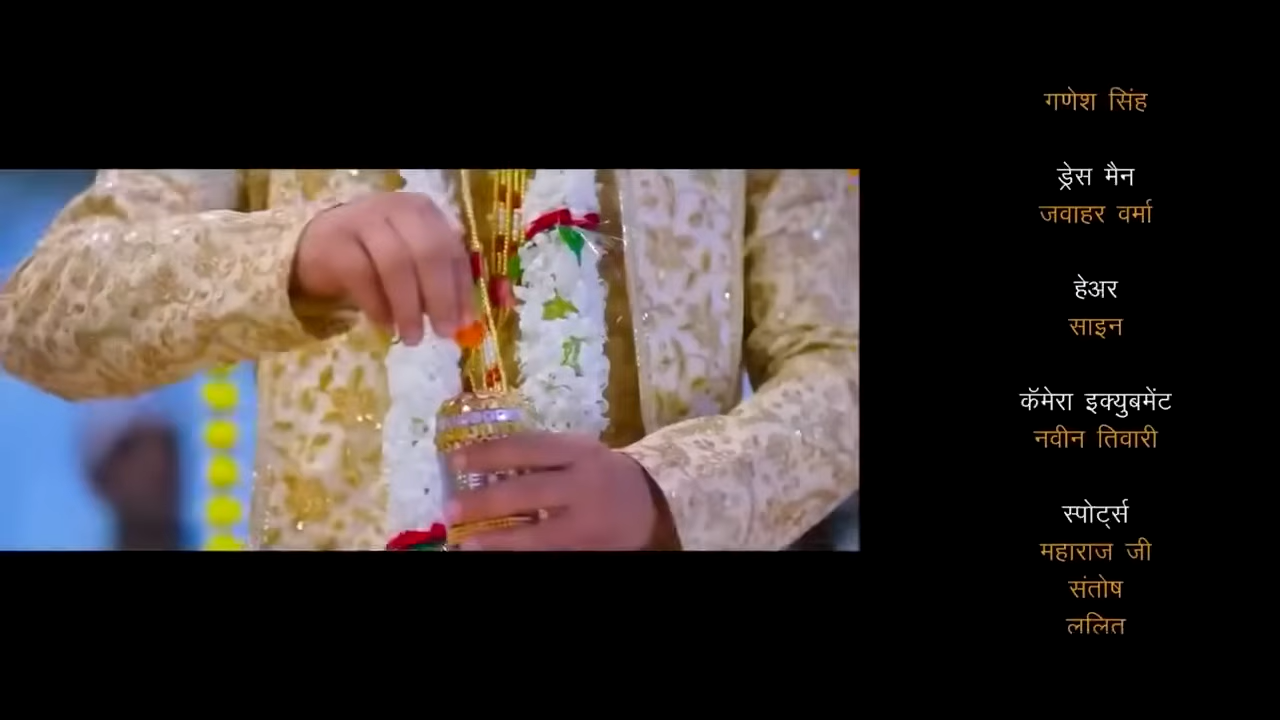 गणेश सिंह
ड्रेस मैन
जवाहर वर्मा
हेअर
साइन
कॅमेरा इक्युबमेंट
नवीन तिवारी
स्पोर्ट्स
महाराज जी
संतोष
ललित